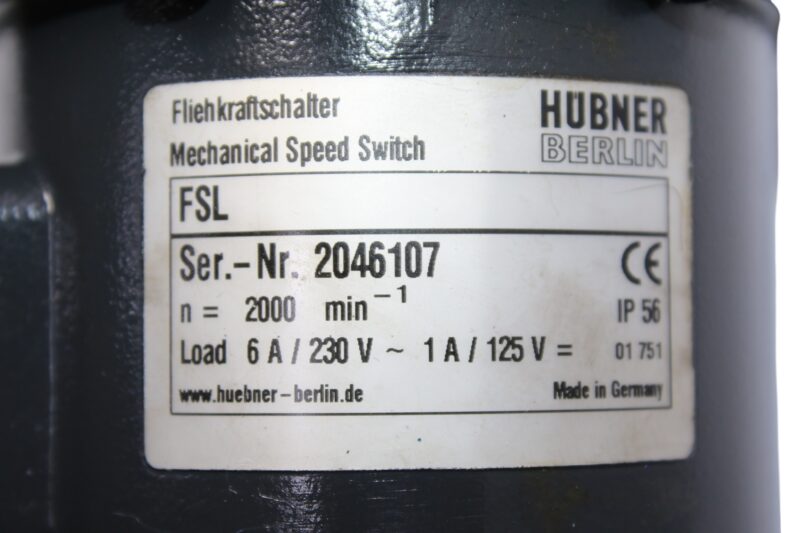 Fliehkraftschalter
Mechanical Speed Switch
HÜBNER
BERLIN
FSL
Ser.-Nr. 2046107
n = 2000 min⁻¹
IP 56
Load 6 A / 230 V ~ 1 A / 125 V =
01 751
www.huebner-berlin.de
Made in Germany
CE